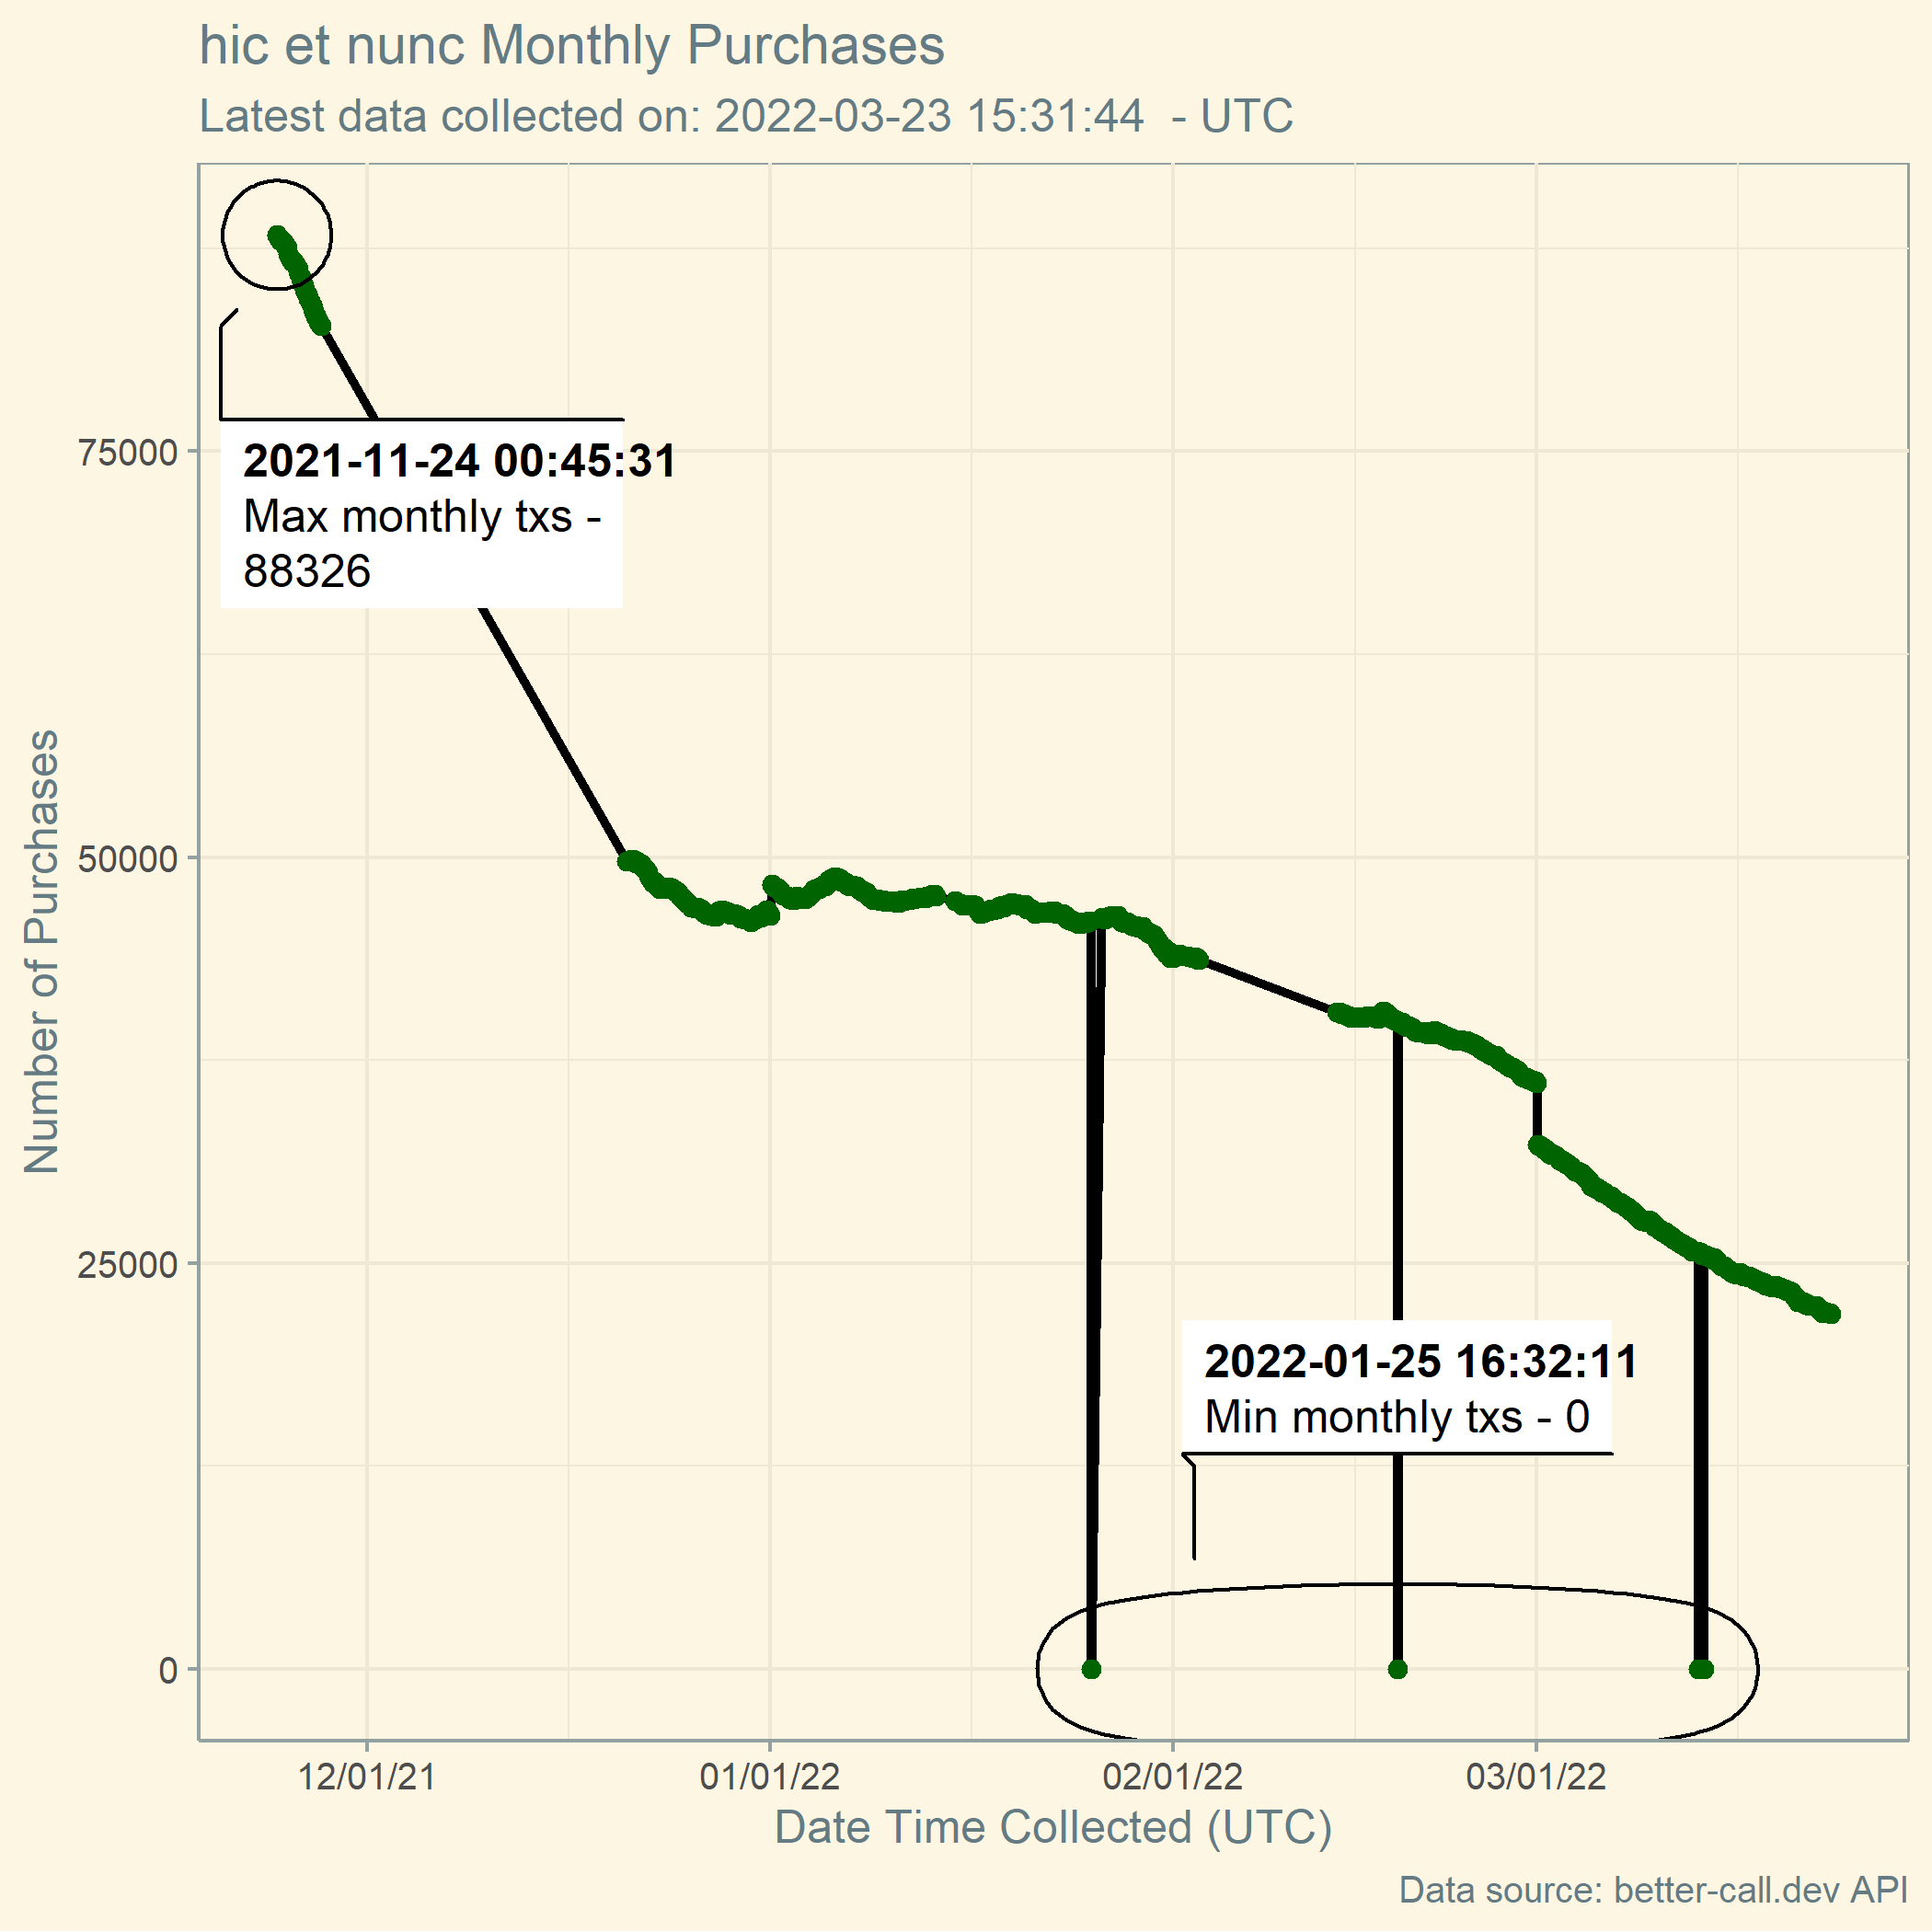 hic et nunc Monthly Purchases
Latest data collected on: 2022-03-23 15:31:44  - UTC
Number of Purchases
75000
50000
25000
0
2021-11-24 00:45:31
Max monthly txs -
88326
2022-01-25 16:32:11
Min monthly txs - 0
12/01/21
01/01/22
02/01/22
03/01/22
Date Time Collected (UTC)
Data source: better-call.dev API